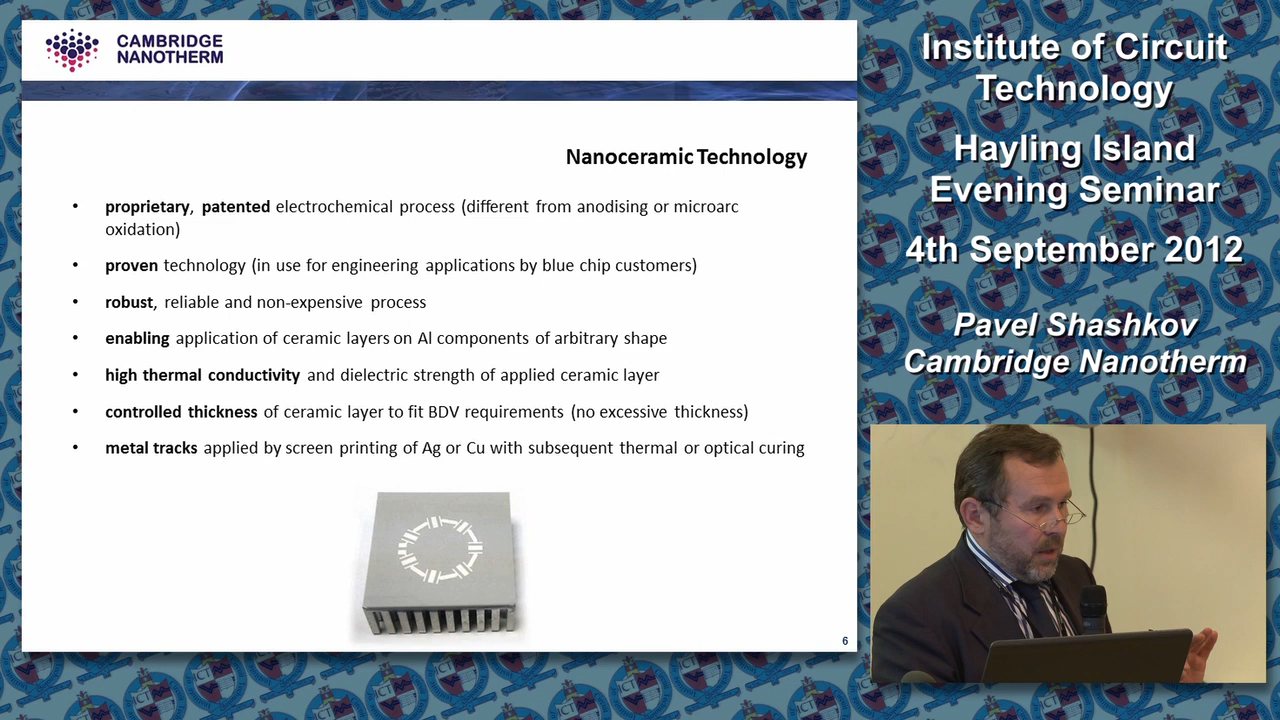 CAMBRIDGE
NANOTHERM
Nanoceramic Technology
• proprietary, patented electrochemical process (different from anodising or microarc
oxidation)
• proven technology (in use for engineering applications by blue chip customers)
• robust, reliable and non-expensive process
• enabling application of ceramic layers on Al components of arbitrary shape
• high thermal conductivity and dielectric strength of applied ceramic layer
• controlled thickness of ceramic layer to fit BDV requirements (no excessive thickness)
• metal tracks applied by screen printing of Ag or Cu with subsequent thermal or optical curing
6
Institute of Circuit
Technology
Hayling Island
Evening Seminar
4th September 2012
Pavel Shashkov
Cambridge Nanotherm
ICT